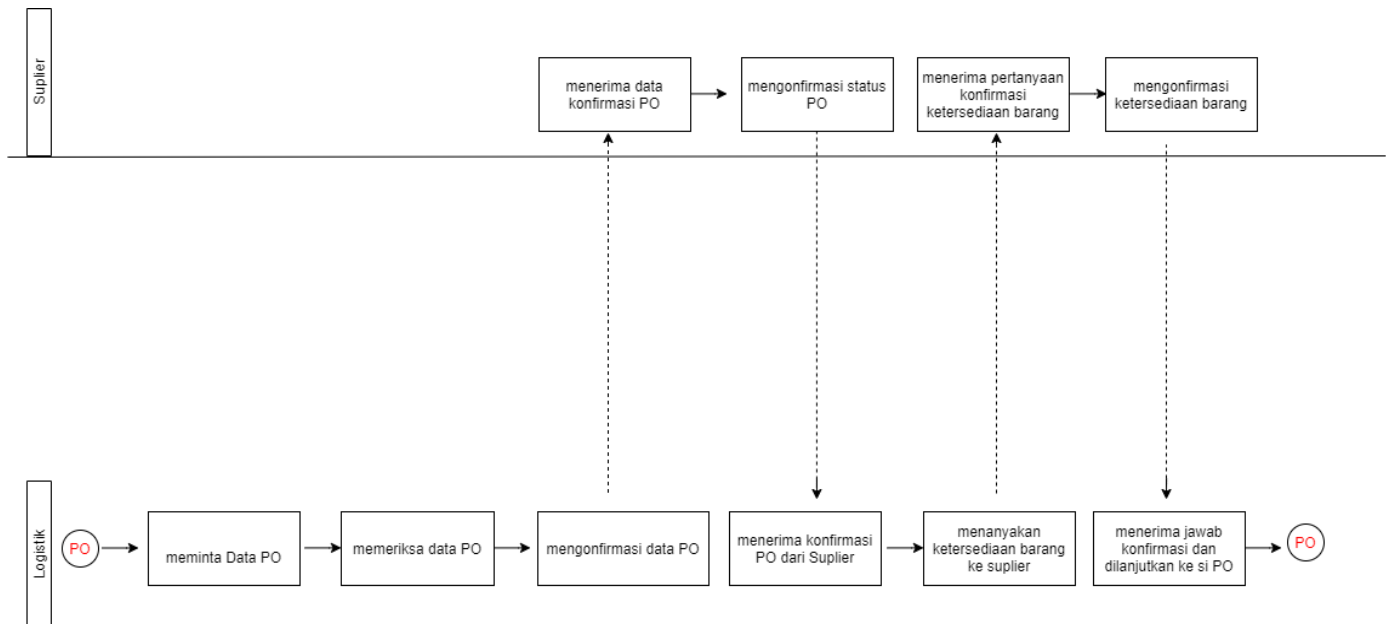 Suplier
menerima data
konfirmasi PO
mengonfirmasi status
PO
menerima pertanyaan
konfirmasi
ketersediaan barang
mengonfirmasi
ketersediaan barang
Logistik
PO
meminta Data PO
memeriksa data PO
mengonfirmasi data PO
menerima konfirmasi
PO dari Suplier
menanyakan
ketersediaan barang
ke suplier
menerima jawab
konfirmasi dan
dilanjutkan ke si PO
PO